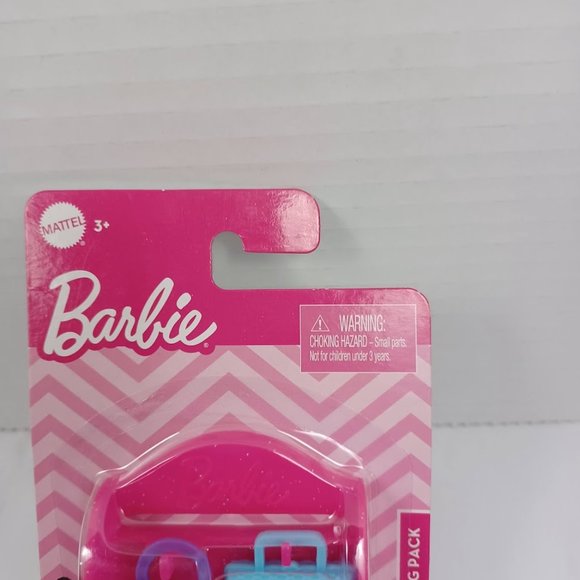 MATTEL
®
3+
Barbie®
⚠ WARNING:
CHOKING HAZARD – Small parts.
Not for children under 3 years.
Barbie
G PACK